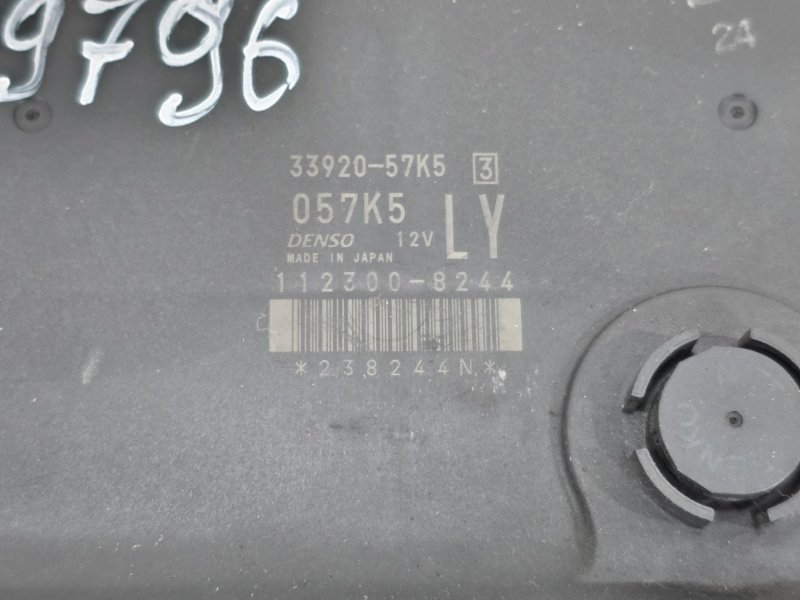 9796
2A
33920-57K5 3
057K5 LY
DENSO 12V
MADE IN JAPAN
112300-8244
*238244N*